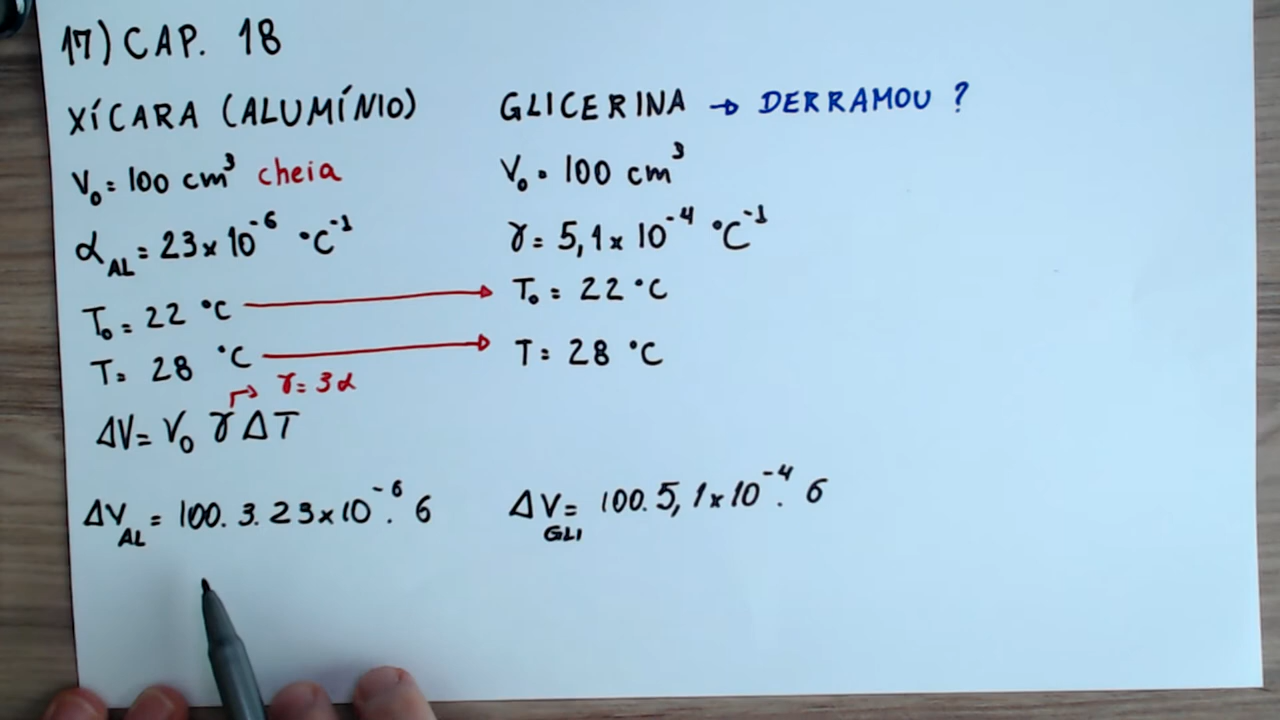 17) CAP. 18
XÍCARA (ALUMÍNIO)
V₀ = 100 cm³ cheia
α_AL = 23 x 10⁻⁶ °C⁻¹
T₀ = 22 °C
T = 28 °C
γ = 3α
ΔV = V₀ γ ΔT
ΔV_AL = 100. 3. 23 x 10⁻⁶. 6
GLICERINA → DERRAMOU ?
V₀ = 100 cm³
γ = 5,1 x 10⁻⁴ °C⁻¹
T₀ = 22 °C
T = 28 °C
ΔV_GLI = 100. 5,1 x 10⁻⁴. 6